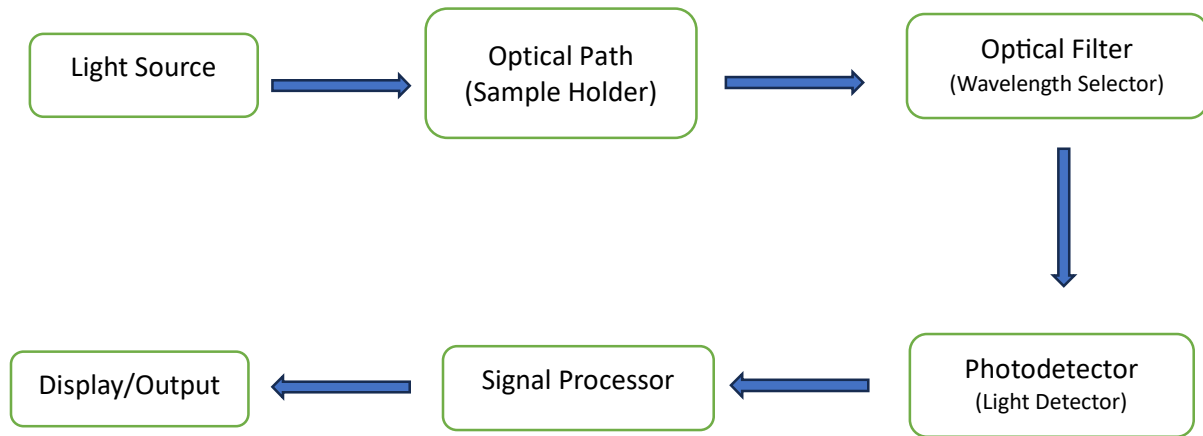 Light Source
Optical Path
(Sample Holder)
Optical Filter
(Wavelength Selector)
Photodetector
(Light Detector)
Signal Processor
Display/Output